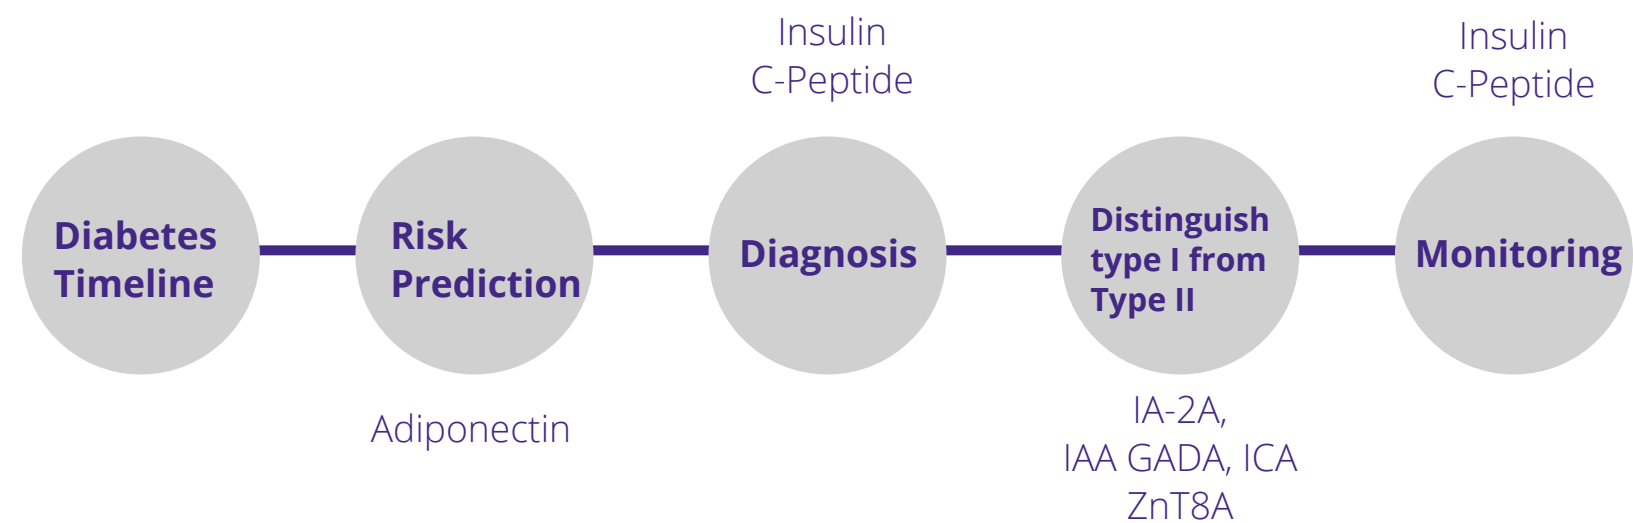 Insulin
C-Peptide
Insulin
C-Peptide
Diabetes
Timeline
Risk
Prediction
Diagnosis
Distinguish
type I from
Type II
Monitoring
Adiponectin
IA-2A,
IAA GADA, ICA
ZnT8A